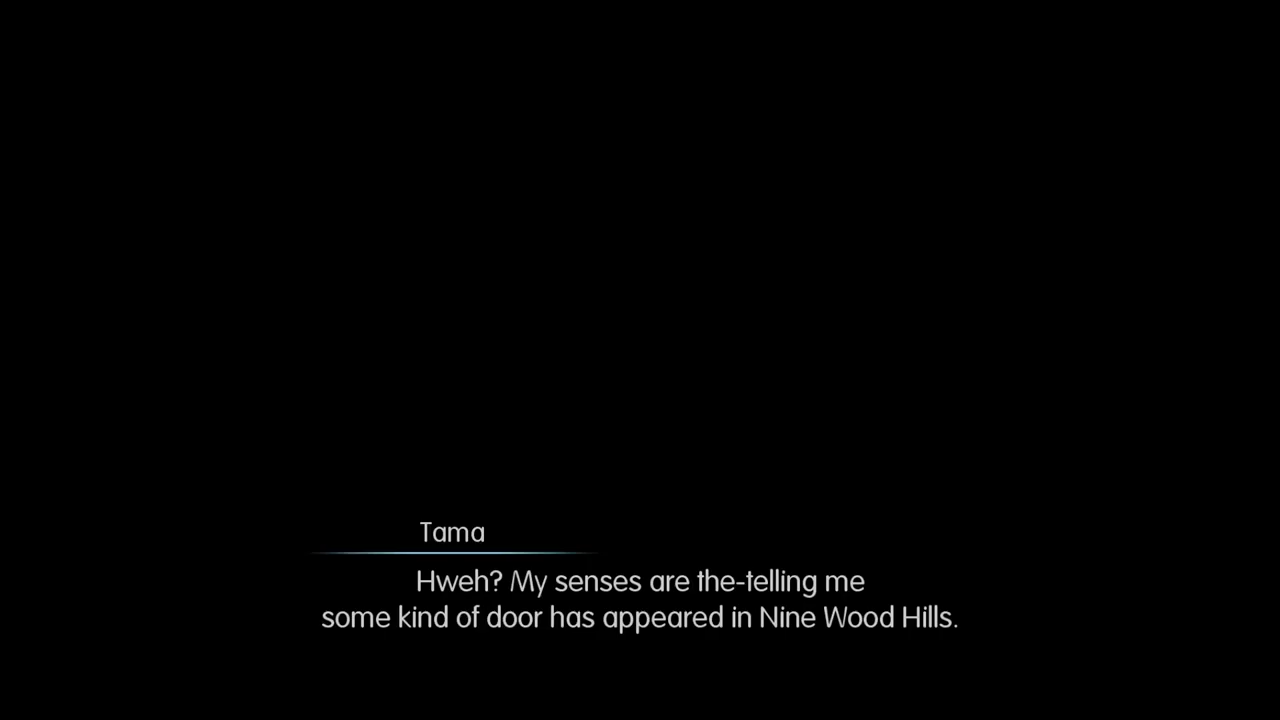 Tama
Hweh? My senses are the-telling me
some kind of door has appeared in Nine Wood Hills.